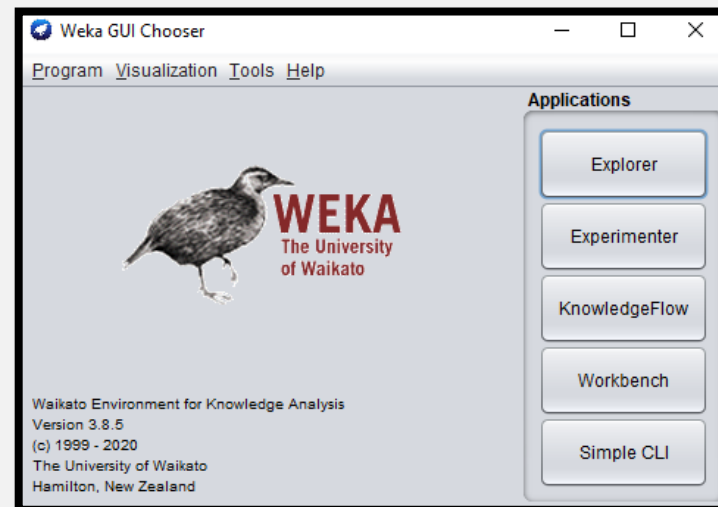 Weka GUI Chooser
Program Visualization Tools Help
Applications
Explorer
Experimenter
KnowledgeFlow
Workbench
Simple CLI
WEKA
The University
of Waikato
Waikato Environment for Knowledge Analysis
Version 3.8.5
(c) 1999 - 2020
The University of Waikato
Hamilton, New Zealand